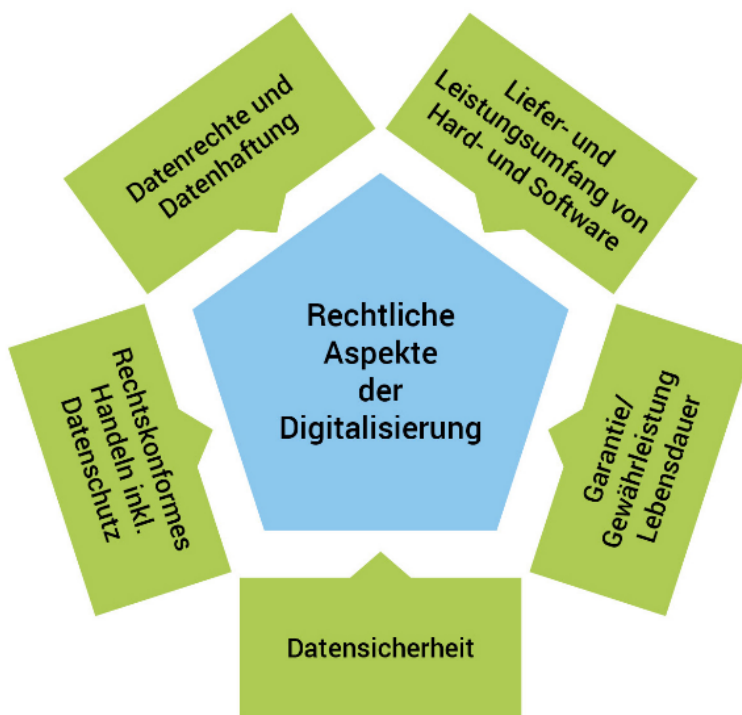 Datenrechte und
Datenhaftung
Liefer- und
Leistungsumfang von
Hard- und Software
Rechtliche
Aspekte
der
Digitalisierung
Rechtskonformes
Handeln inkl.
Datenschutz
Garantie/
Gewährleistung
Lebensdauer
Datensicherheit